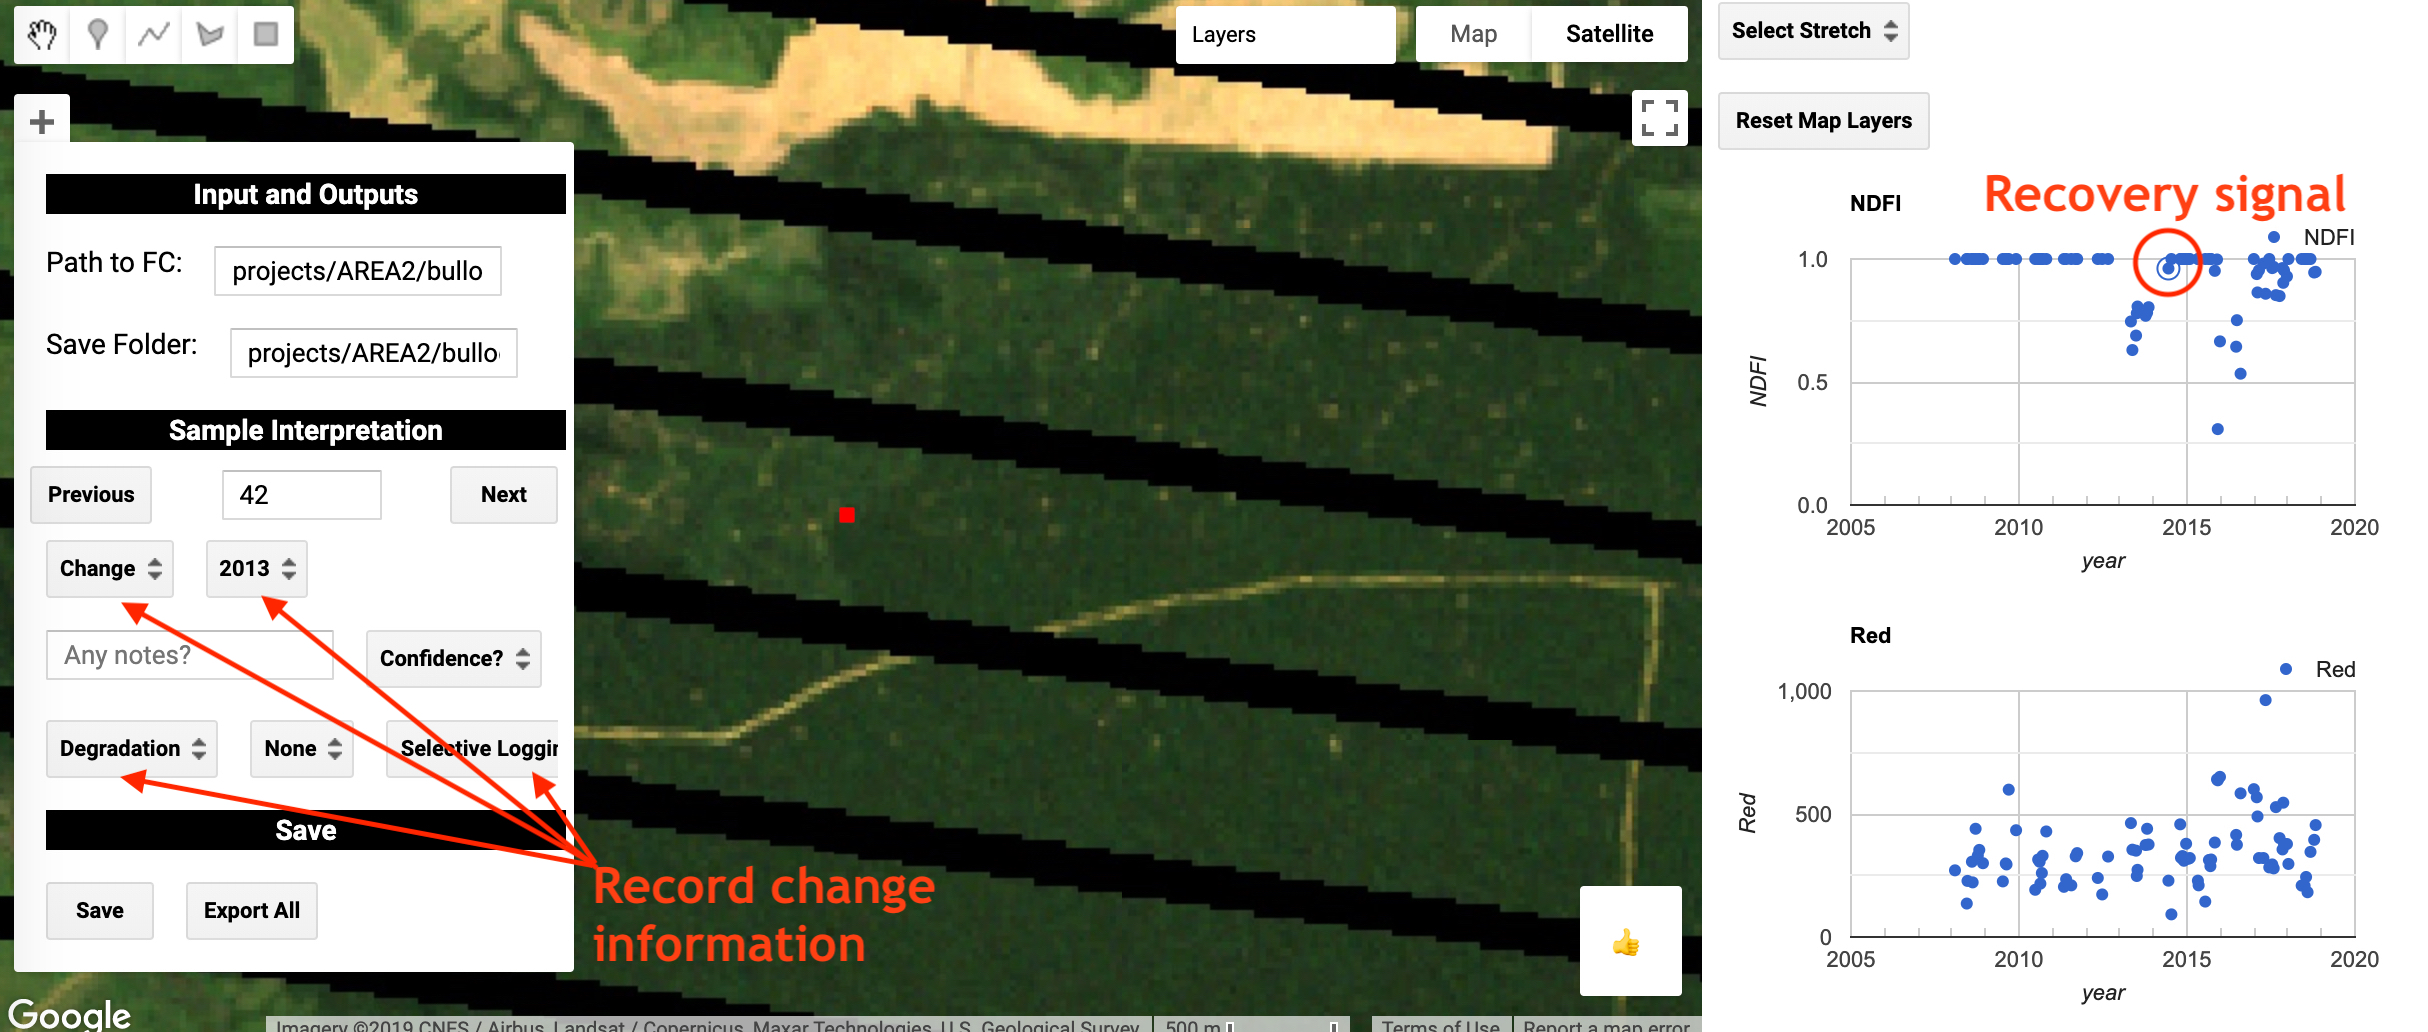 Layers
Map
Satellite
Select Stretch
Reset Map Layers
+
Input and Outputs
Path to FC:
projects/AREA2/bullo
Save Folder:
projects/AREA2/bullo
Sample Interpretation
Previous
42
Next
Change
2013
Any notes?
Confidence?
Degradation
None
Selective Loggin
Save
Save
Export All
Record change
information
Google
Imagery ©2019 CNES / Airbus, Landsat / Copernicus, Maxar Technologies, U.S. Geological Survey
500 m
Terms of Use
Report a map error
Recovery signal
NDFI
NDFI
1.0
0.5
0.0
NDFI
2005
2010
2015
2020
year
Red
Red
1,000
500
0
Red
2005
2010
2015
2020
year